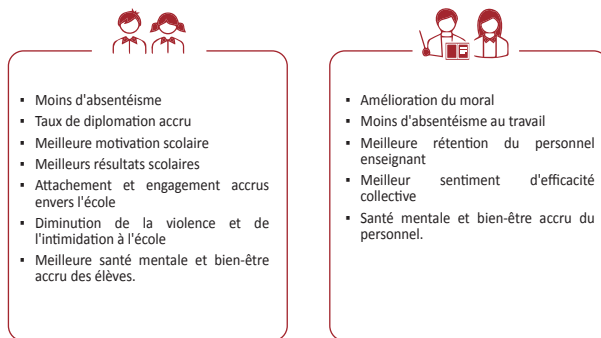 Moins d'absentéisme
Taux de diplomation accru
Meilleure motivation scolaire
Meilleurs résultats scolaires
Attachement et engagement accrus
envers l'école
Diminution de la violence et de
l'intimidation à l'école
Meilleure santé mentale et bien-être
accru des élèves.
Amélioration du moral
Moins d'absentéisme au travail
Meilleure rétention du personnel
enseignant
Meilleur sentiment d'efficacité
collective
Santé mentale et bien-être accru du
personnel.